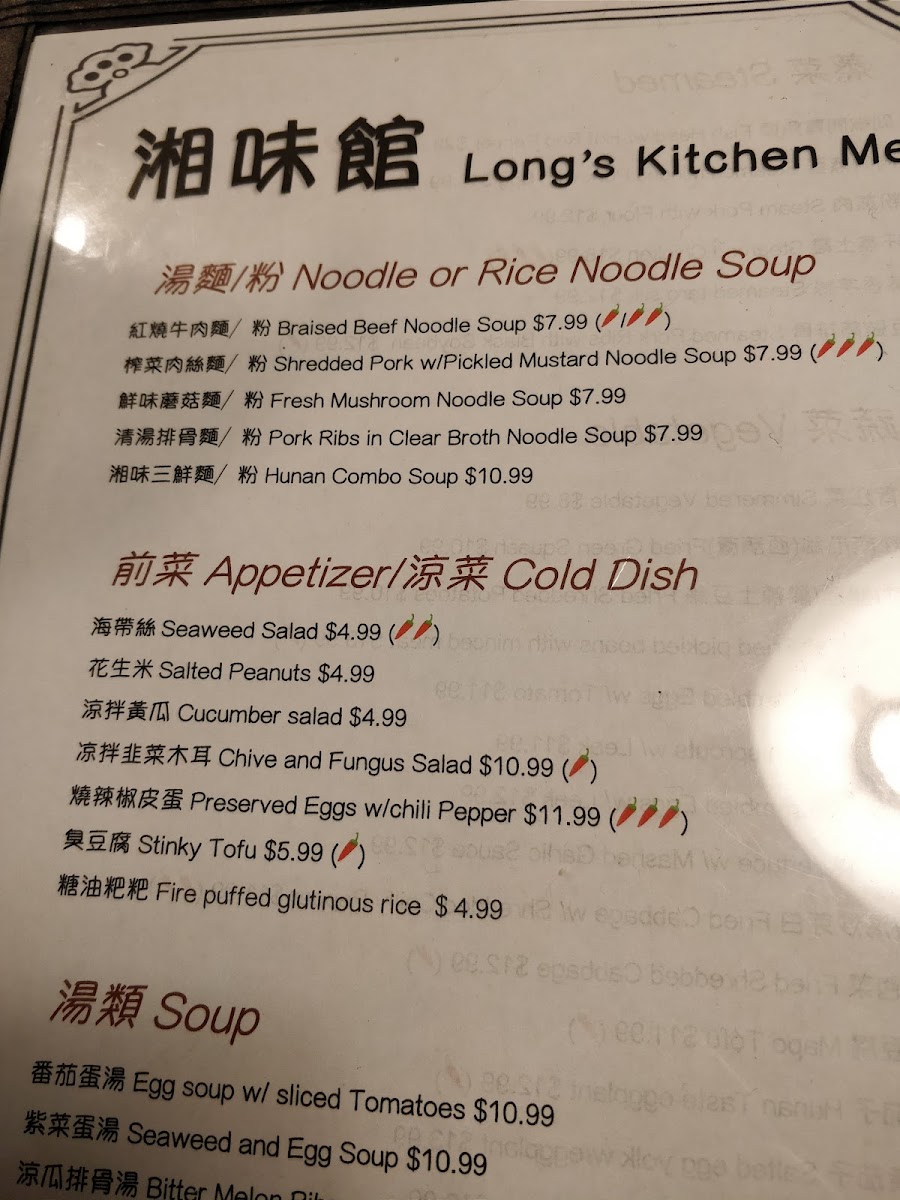 湘味館 Long's Kitchen Me
湯麵/粉 Noodle or Rice Noodle Soup
紅燒牛肉麵/ 粉 Braised Beef Noodle Soup $7.99 (🌶/🌶🌶)
榨菜肉絲麵/ 粉 Shredded Pork w/Pickled Mustard Noodle Soup $7.99 (🌶🌶🌶)
鮮味蘑菇麵/ 粉 Fresh Mushroom Noodle Soup $7.99
清湯排骨麵/ 粉 Pork Ribs in Clear Broth Noodle Soup $7.99
湘味三鮮麵/ 粉 Hunan Combo Soup $10.99
前菜 Appetizer/涼菜 Cold Dish
海帶絲 Seaweed Salad $4.99 (🌶🌶)
花生米 Salted Peanuts $4.99
涼拌黃瓜 Cucumber salad $4.99
凉拌韭菜木耳 Chive and Fungus Salad $10.99 (🌶)
燒辣椒皮蛋 Preserved Eggs w/chili Pepper $11.99 (🌶🌶🌶)
臭豆腐 Stinky Tofu $5.99 (🌶)
糖油粑粑 Fire puffed glutinous rice $ 4.99
湯類 Soup
番茄蛋湯 Egg soup w/ sliced Tomatoes $10.99
紫菜蛋湯 Seaweed and Egg Soup $10.99
涼瓜排骨湯 Bitter Melon Ribs